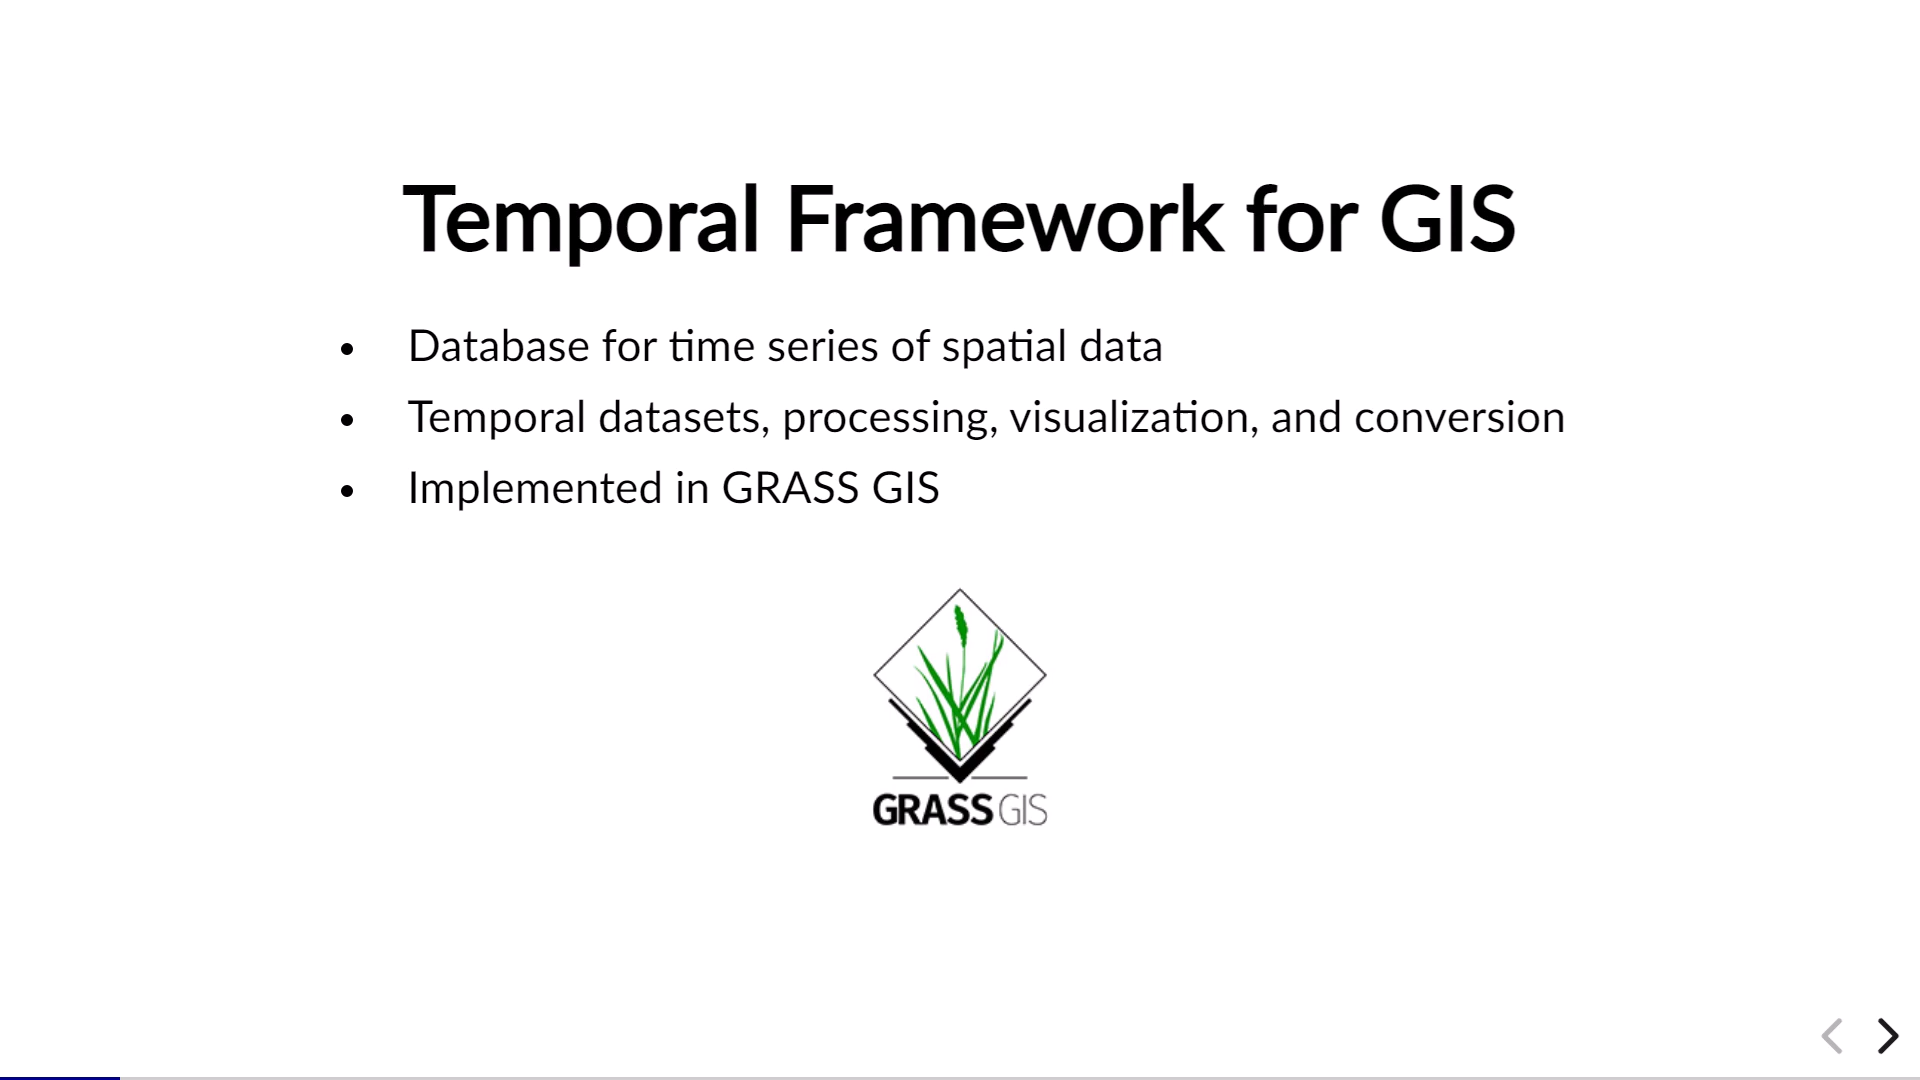 Temporal Framework for GIS
• Database for time series of spatial data
• Temporal datasets, processing, visualization, and conversion
• Implemented in GRASS GIS
GRASS GIS